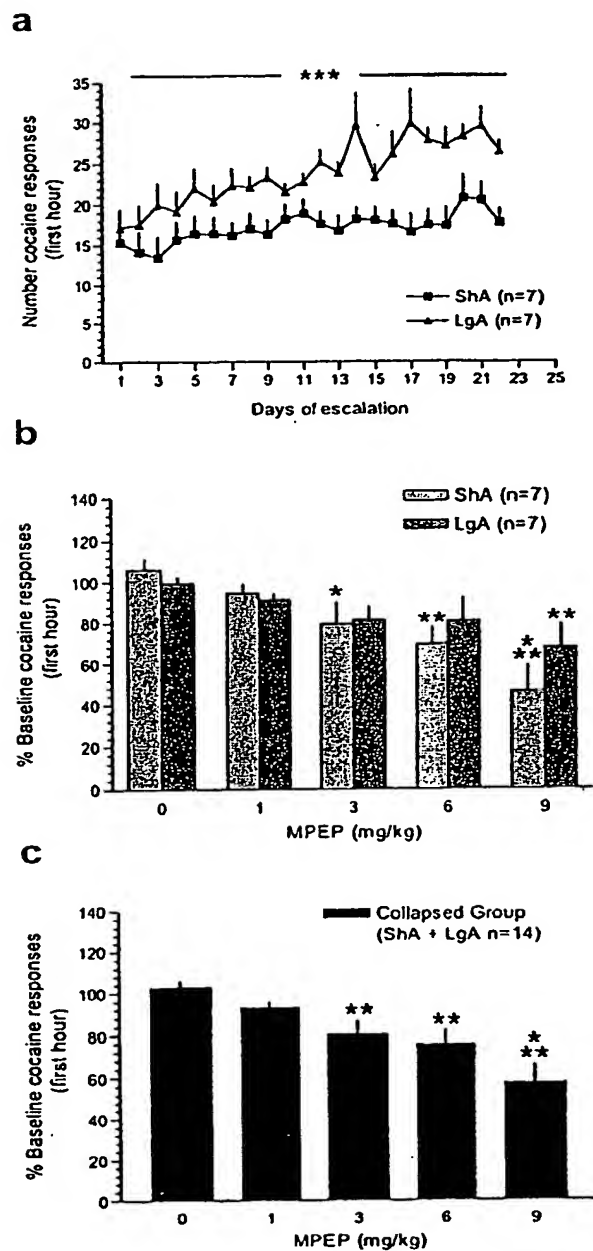 a
***
35
30
25
20
15
10
5
0
Number cocaine responses
(first hour)
ShA (n=7)
LgA (n=7)
1 3 5 7 9 11 13 15 17 19 21 23 25
Days of escalation
b
140
120
100
80
60
40
20
0
% Baseline cocaine responses
(first hour)
ShA (n=7)
LgA (n=7)
*
**
*
**
**
0 1 3 6 9
MPEP (mg/kg)
c
140
120
100
80
60
40
20
0
% Baseline cocaine responses
(first hour)
Collapsed Group
(ShA + LgA n=14)
**
**
*
**
0 1 3 6 9
MPEP (mg/kg)